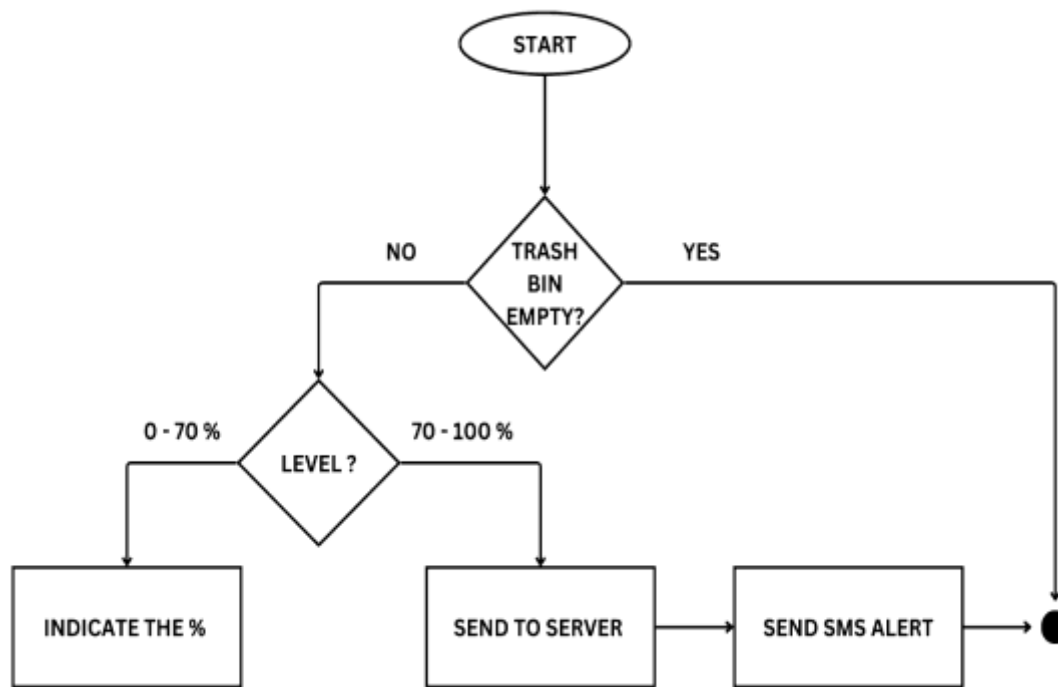 START
NO
TRASH
BIN
EMPTY?
YES
0 - 70 %
LEVEL ?
70 - 100 %
INDICATE THE %
SEND TO SERVER
SEND SMS ALERT